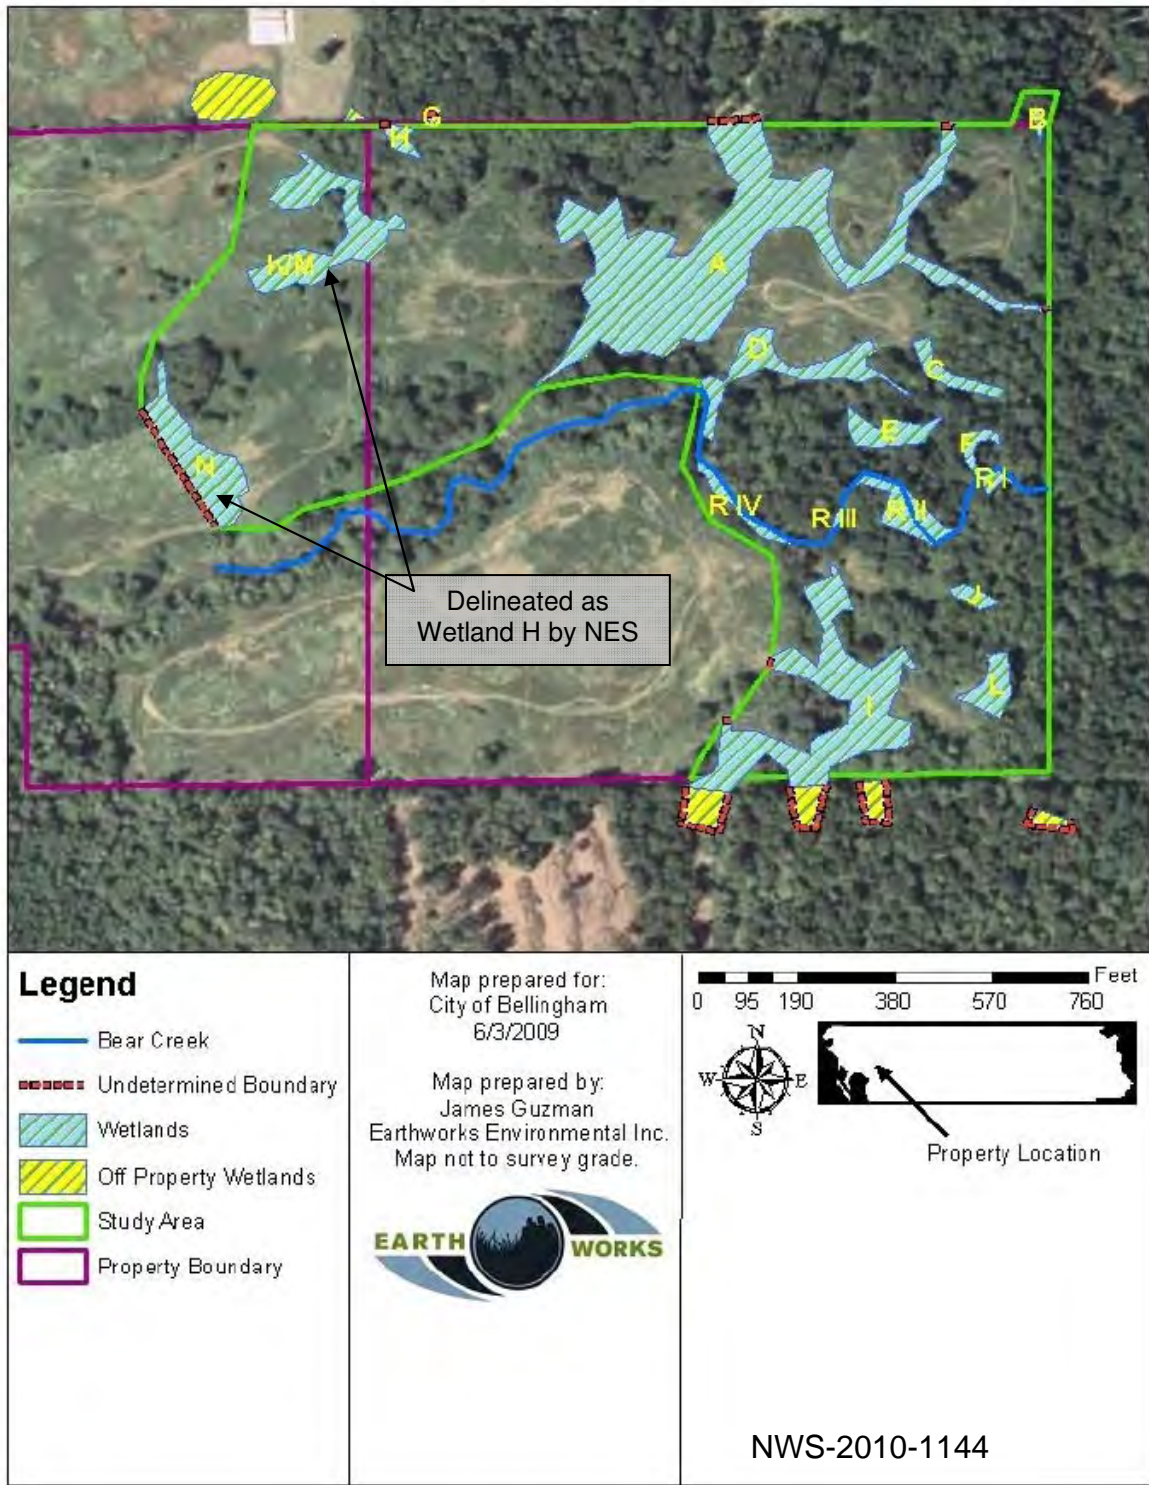 G
B
H
K/M
A
D
C
E
F
N
R I
R IV
R III
R II
Delineated as
Wetland H by NES
J
L
I
Legend
Bear Creek
Undetermined Boundary
Wetlands
Off Property Wetlands
Study Area
Property Boundary
Map prepared for:
City of Bellingham
6/3/2009
Map prepared by:
James Guzman
Earthworks Environmental Inc.
Map not to survey grade.
EARTH WORKS
Feet
0 95 190 380 570 760
N
W E
S
Property Location
NWS-2010-1144